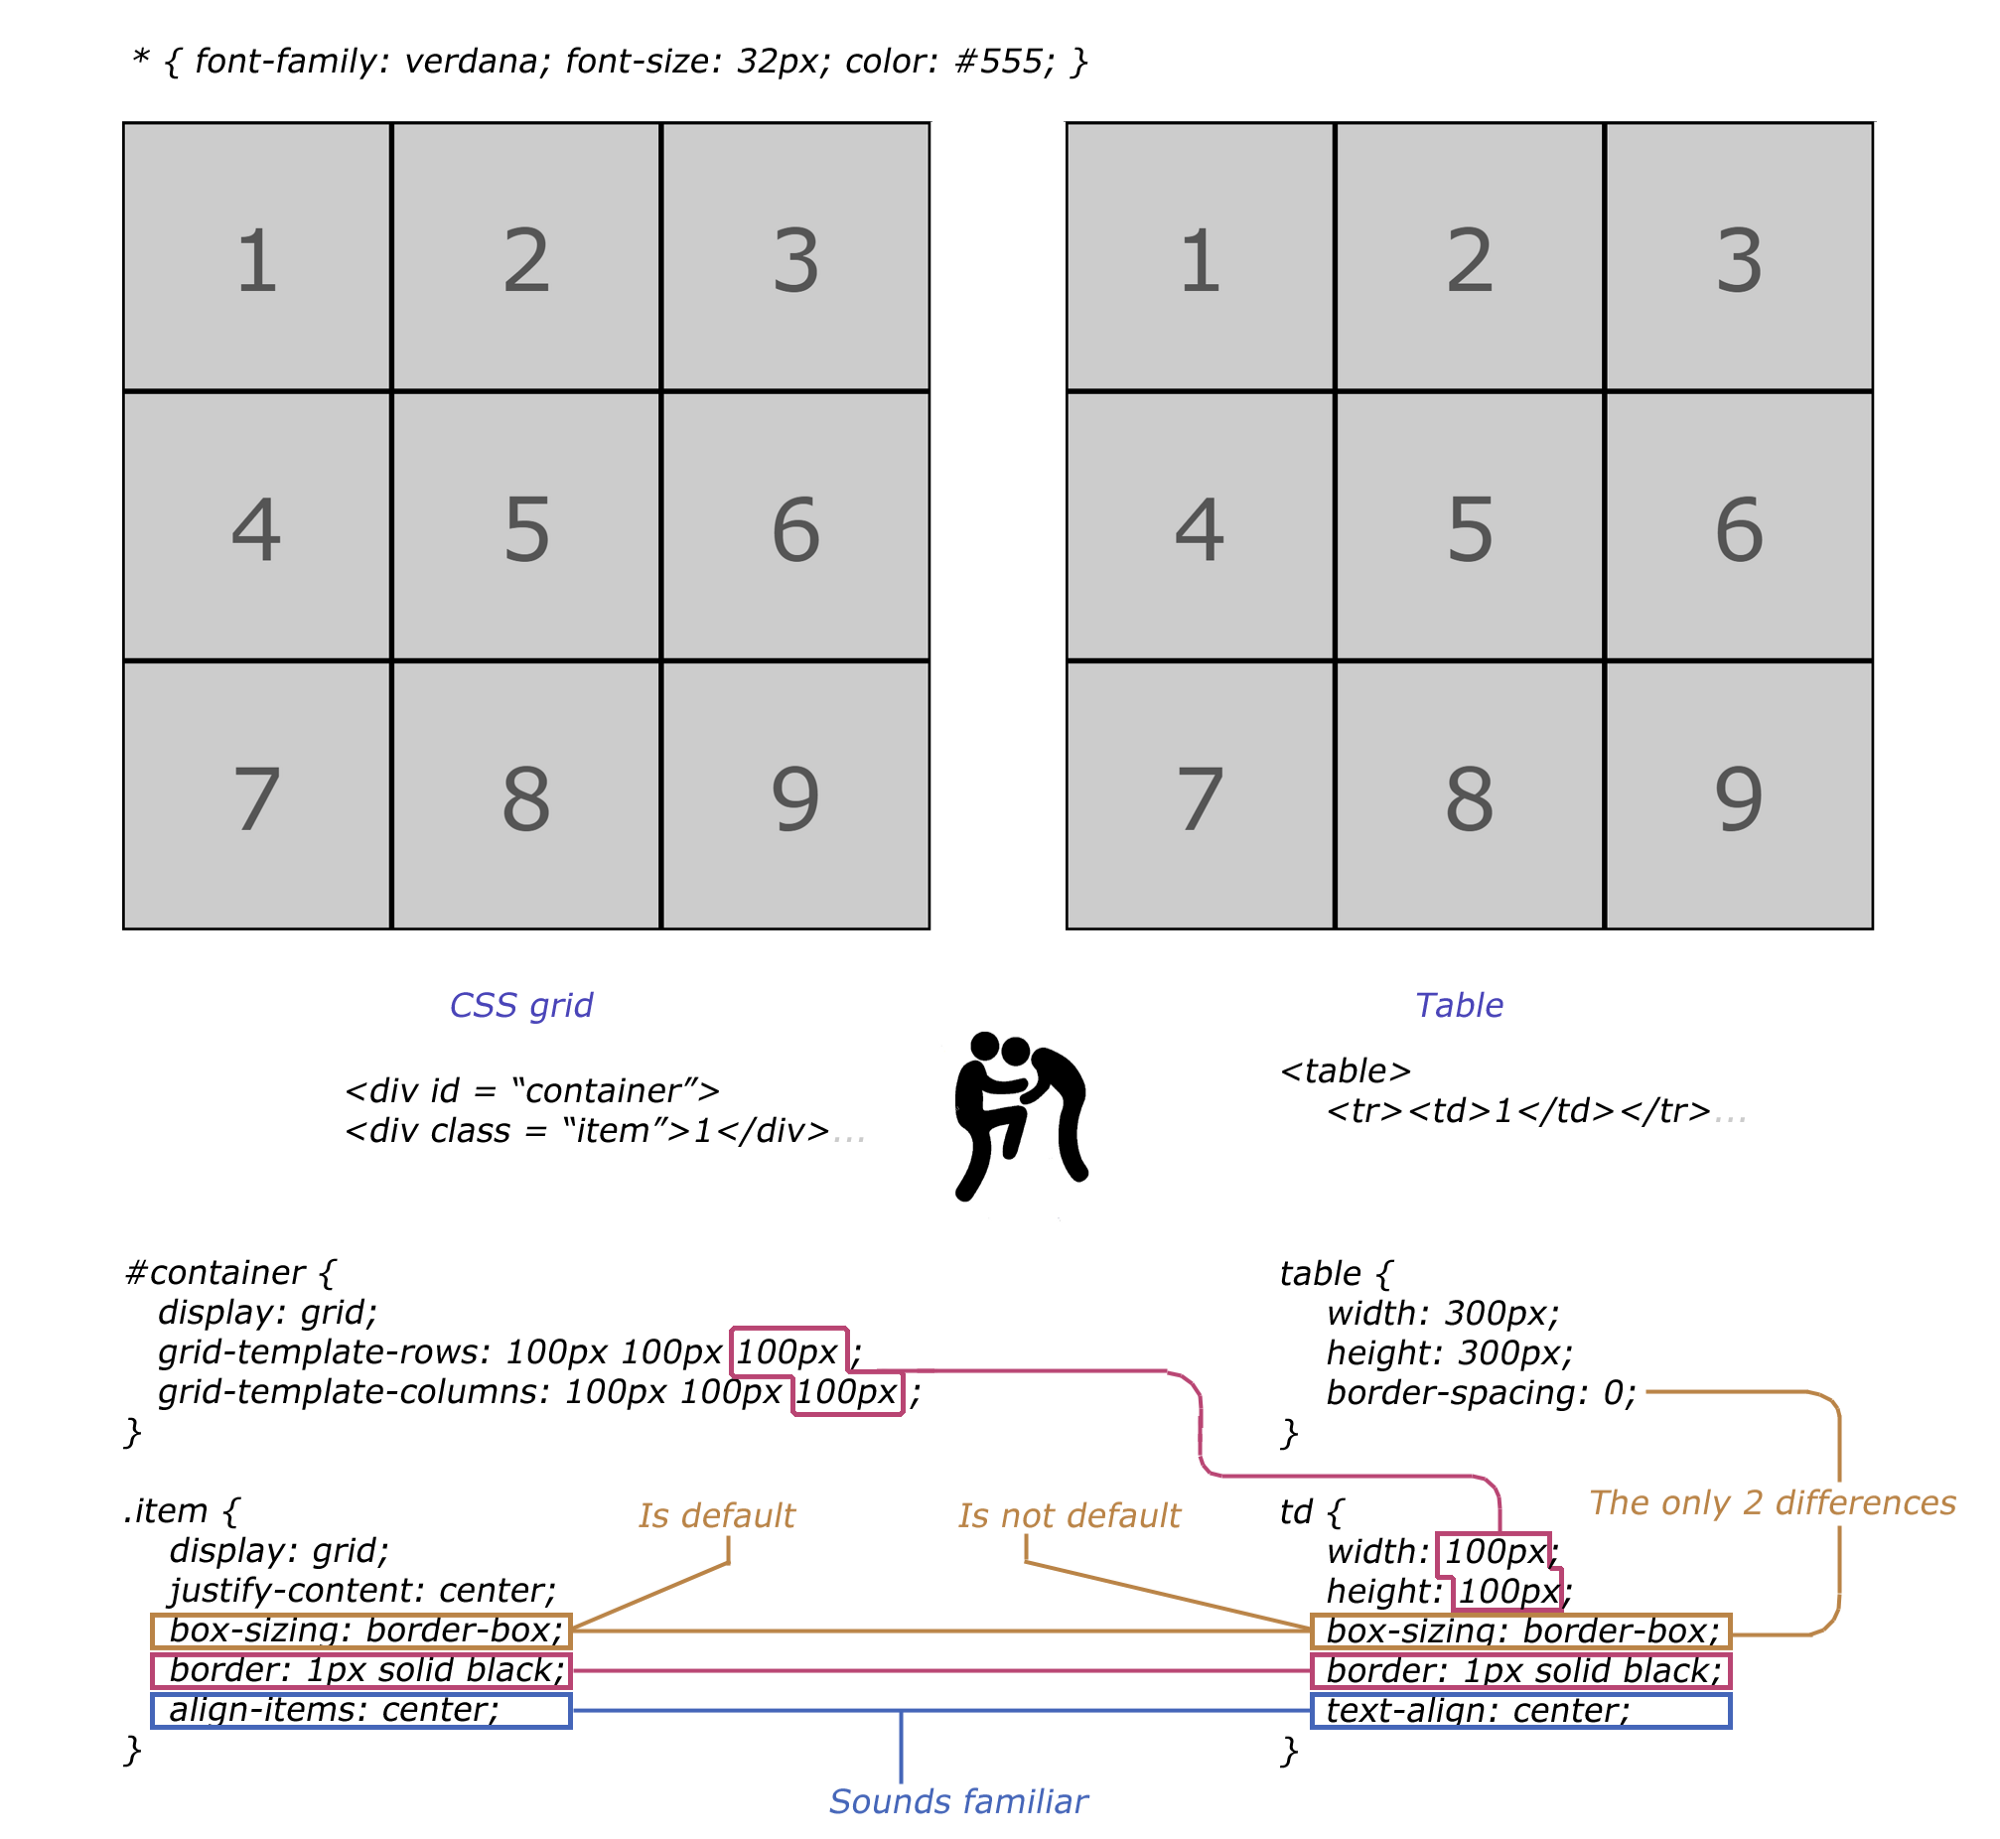 * { font-family: verdana; font-size: 32px; color: #555; }
1 2 3
4 5 6
7 8 9
1 2 3
4 5 6
7 8 9
CSS grid
<div id = “container”>
<div class = “item”>1</div>...
Table
<table>
<tr><td>1</td></tr>...
#container {
display: grid;
grid-template-rows: 100px 100px 100px ;
grid-template-columns: 100px 100px 100px ;
}
.item {
display: grid;
justify-content: center;
box-sizing: border-box;
border: 1px solid black;
align-items: center;
}
Is default
Is not default
table {
width: 300px;
height: 300px;
border-spacing: 0;
}
td {
width: 100px;
height: 100px;
box-sizing: border-box;
border: 1px solid black;
text-align: center;
}
The only 2 differences
Sounds familiar